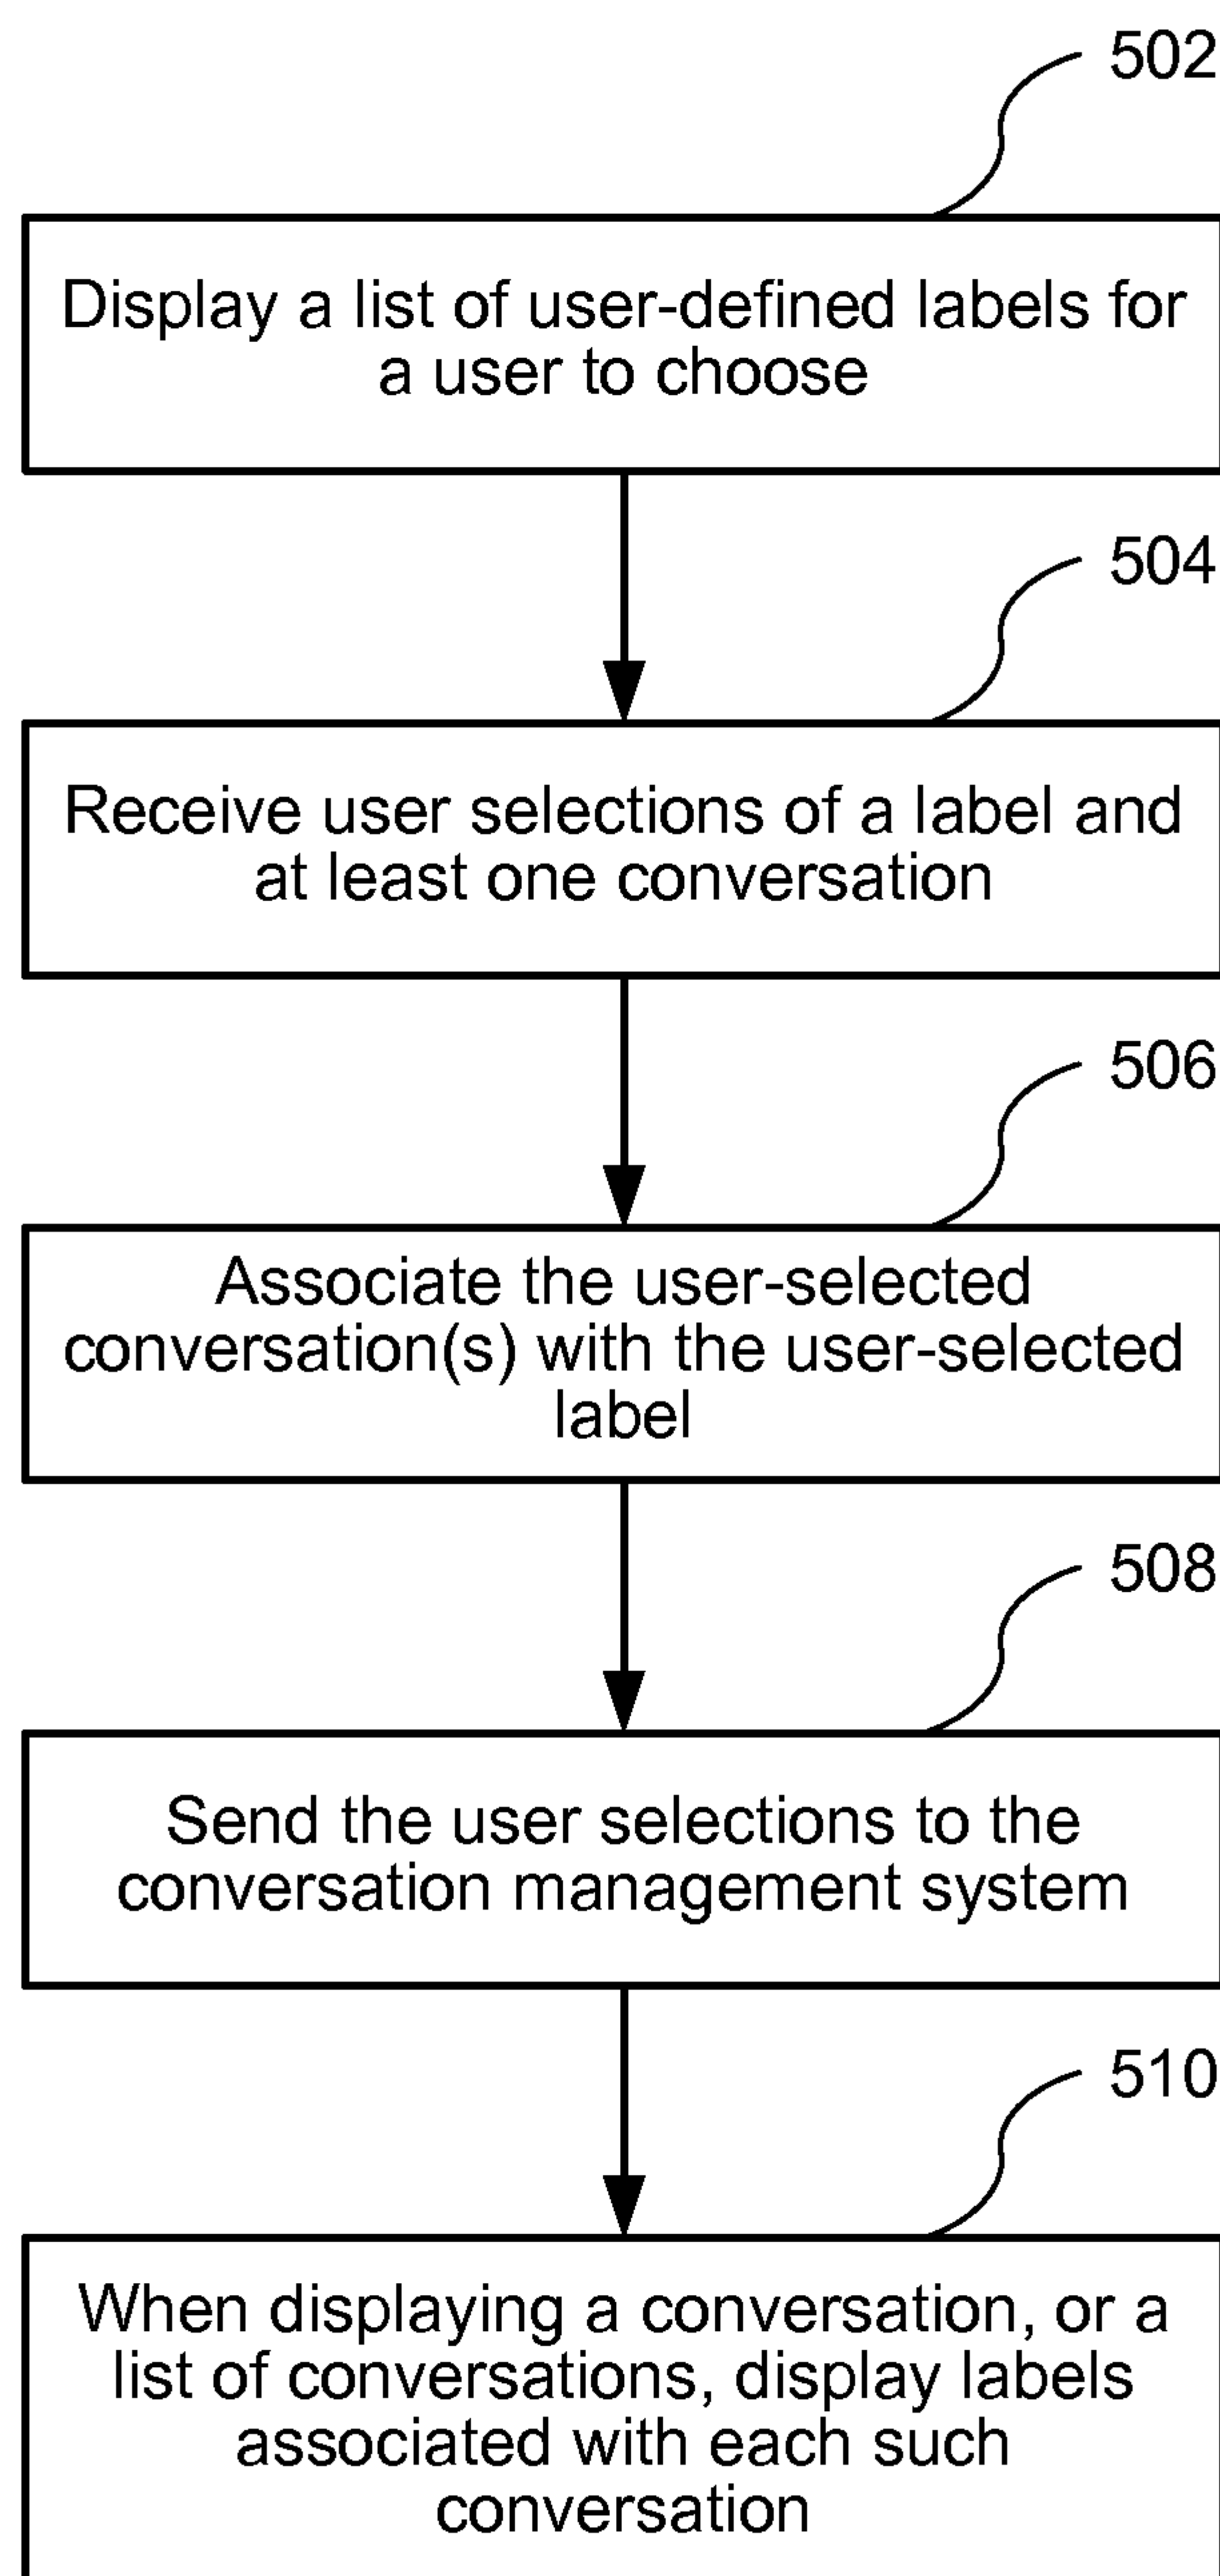 502
Display a list of user-defined labels for
a user to choose
504
Receive user selections of a label and
at least one conversation
506
Associate the user-selected
conversation(s) with the user-selected
label
508
Send the user selections to the
conversation management system
510
When displaying a conversation, or a
list of conversations, display labels
associated with each such
conversation